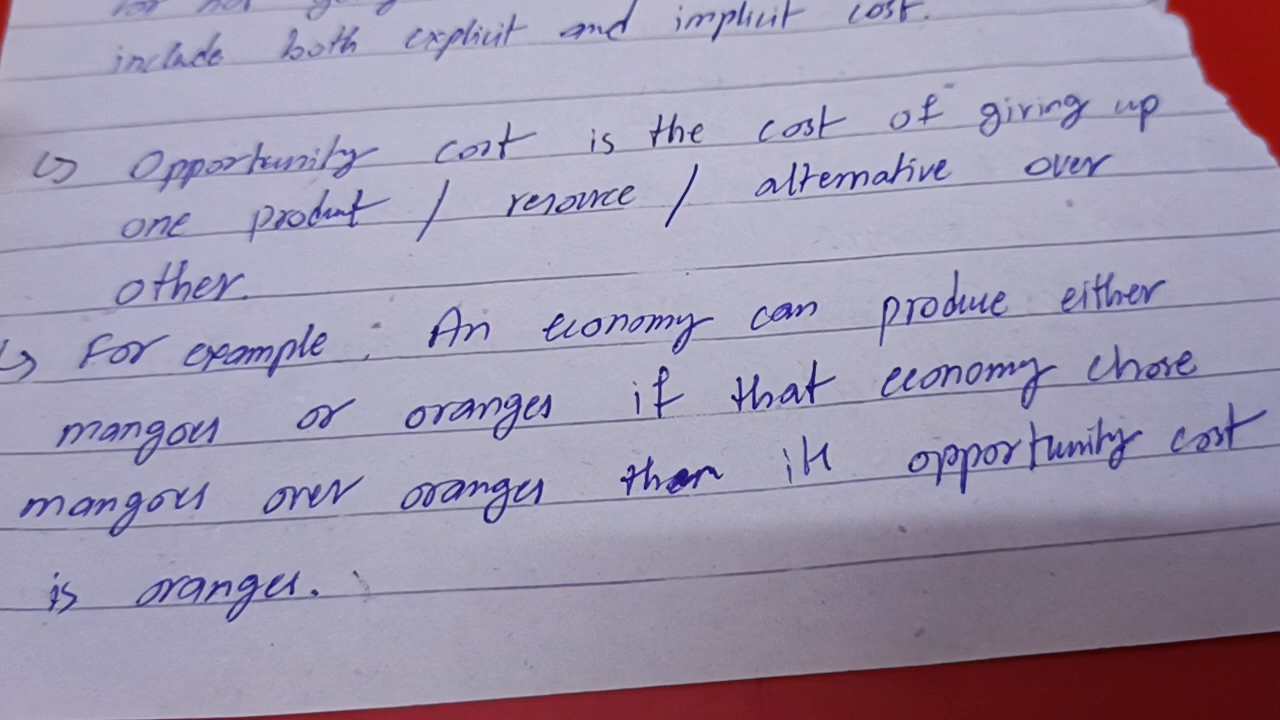 include both explicit and implicit cost.
↳ Opportunity cost is the cost of giving up
one product / resource / alternative over
other.
↳ For example: An economy can produce either
mangoes or oranges if that economy chose
mangoes over oranges then its opportunity cost
is oranges.